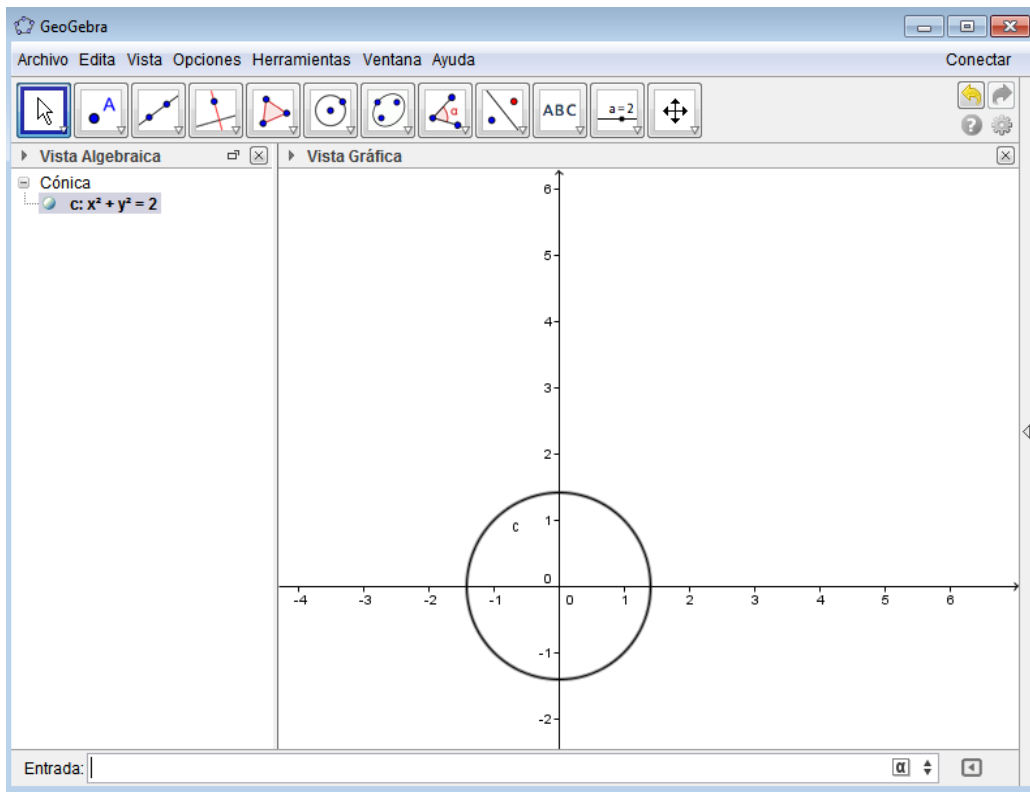 GeoGebra
Archivo Edita Vista Opciones Herramientas Ventana Ayuda Conectar
A α ABC a=2
Vista Algebraica
Vista Gráfica
Cónica
c: x² + y² = 2
6
5
4
3
2
c 1
0
-4 -3 -2 -1 0 1 2 3 4 5 6
-1
-2
Entrada: α